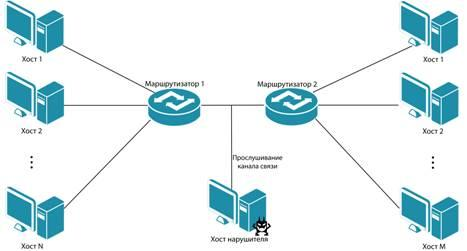 Хост 1
Хост 1
Маршрутизатор 1
Маршрутизатор 2
Хост 2
Хост 2
Прослушивание
канала связи
Хост N
Хост нарушителя
Хост M